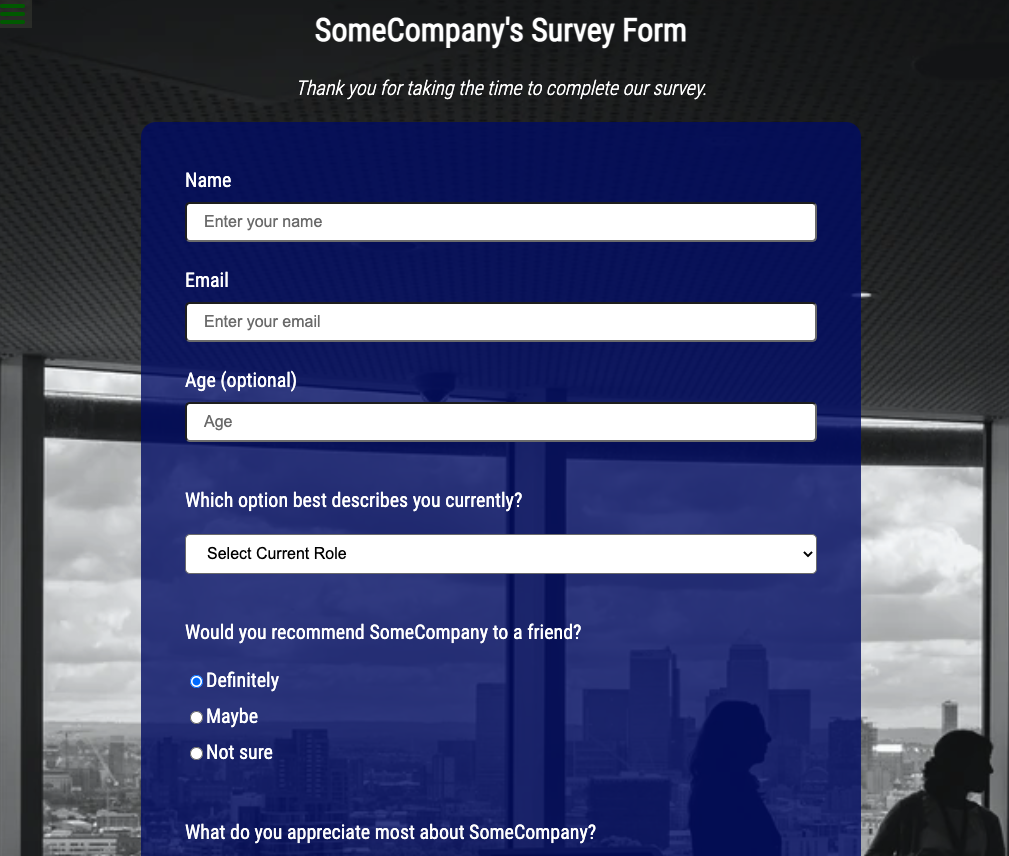 SomeCompany's Survey Form
Thank you for taking the time to complete our survey.
Name
Enter your name
Email
Enter your email
Age (optional)
Age
Which option best describes you currently?
Select Current Role
Would you recommend SomeCompany to a friend?
Definitely
Maybe
Not sure
What do you appreciate most about SomeCompany?